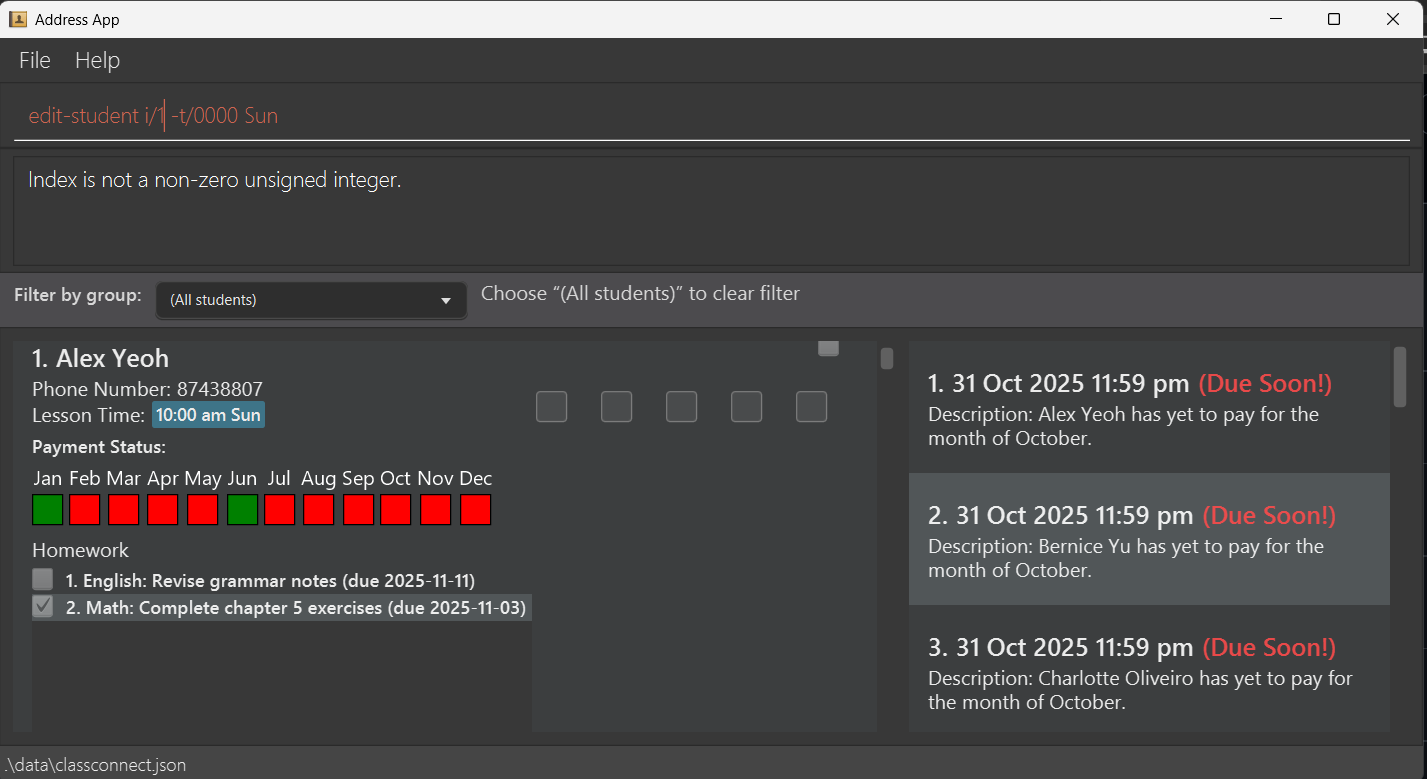 Address App
File Help
edit-student i/1 -t/0000 Sun
Index is not a non-zero unsigned integer.
Filter by group: (All students) Choose “(All students)” to clear filter
1. Alex Yeoh
Phone Number: 87438807
Lesson Time: 10:00 am Sun
Payment Status:
Jan Feb Mar Apr May Jun Jul Aug Sep Oct Nov Dec
Homework
1. English: Revise grammar notes (due 2025-11-11)
2. Math: Complete chapter 5 exercises (due 2025-11-03)
1. 31 Oct 2025 11:59 pm (Due Soon!)
Description: Alex Yeoh has yet to pay for the
month of October.
2. 31 Oct 2025 11:59 pm (Due Soon!)
Description: Bernice Yu has yet to pay for the
month of October.
3. 31 Oct 2025 11:59 pm (Due Soon!)
Description: Charlotte Oliveiro has yet to pay for
the month of October.
.\data\classconnect.json